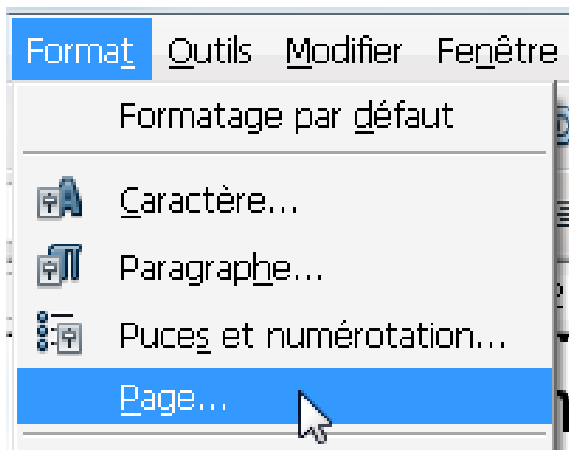 Format Outils Modifier Fenêtre
Formatage par défaut
Caractère...
Paragraphe...
Puces et numérotation...
Page...